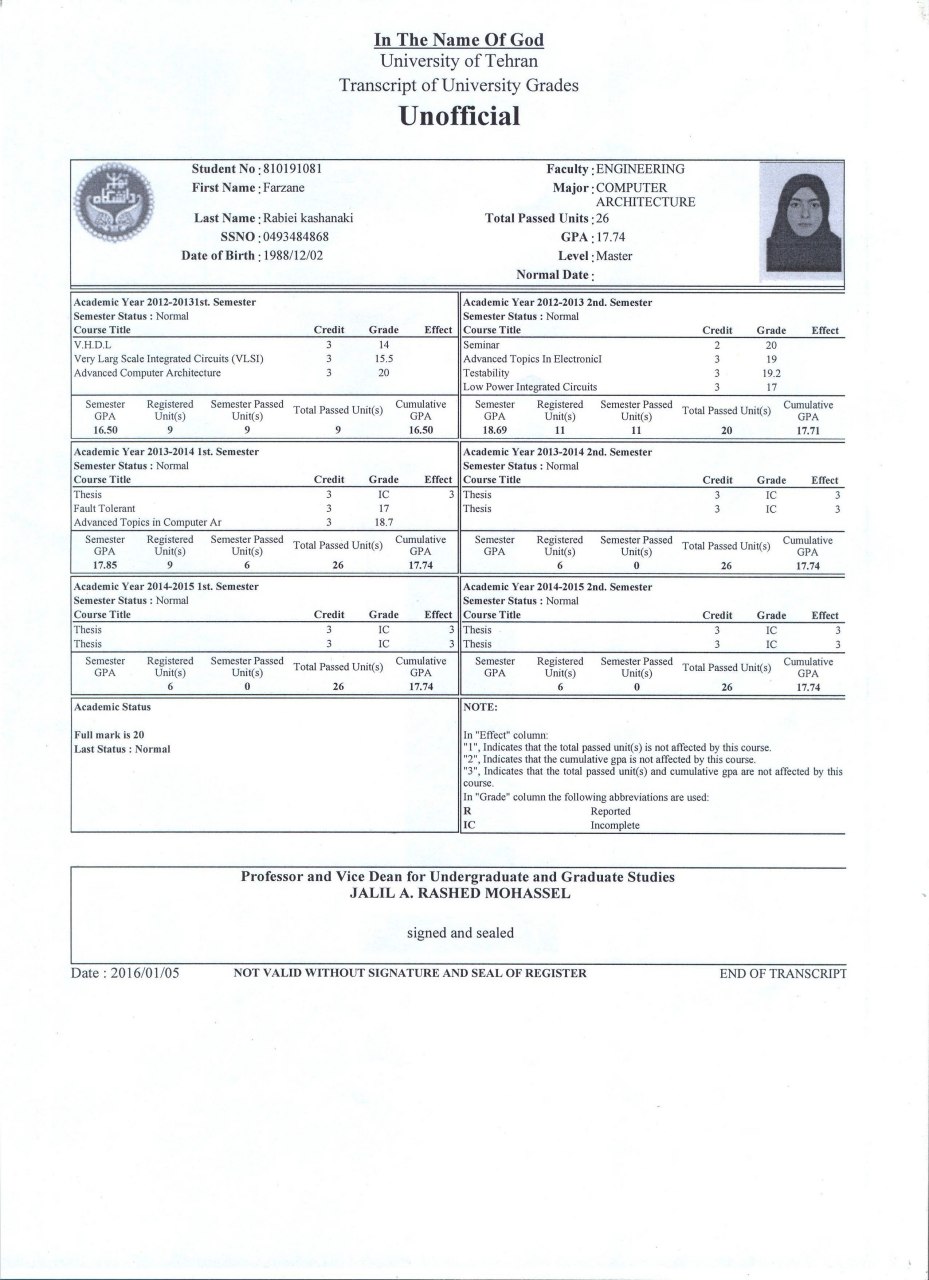 In The Name Of God
University of Tehran
Transcript of University Grades
Unofficial
Student No : 810191081
First Name : Farzane
Last Name : Rabiei kashanaki
SSNO : 0493484868
Date of Birth : 1988/12/02
Faculty : ENGINEERING
Major : COMPUTER
ARCHITECTURE
Total Passed Units : 26
GPA : 17.74
Level : Master
Normal Date :
Academic Year 2012-20131st. Semester
Semester Status : Normal
Course Title Credit Grade Effect
V.H.D.L 3 14
Very Larg Scale Integrated Circuits (VLSI) 3 15.5
Advanced Computer Architecture 3 20
Semester GPA Registered Unit(s) Semester Passed Unit(s) Total Passed Unit(s) Cumulative GPA
16.50 9 9 9 16.50
Academic Year 2012-2013 2nd. Semester
Semester Status : Normal
Course Title Credit Grade Effect
Seminar 2 20
Advanced Topics In ElectronicI 3 19
Testability 3 19.2
Low Power Integrated Circuits 3 17
Semester GPA Registered Unit(s) Semester Passed Unit(s) Total Passed Unit(s) Cumulative GPA
18.69 11 11 20 17.71
Academic Year 2013-2014 1st. Semester
Semester Status : Normal
Course Title Credit Grade Effect
Thesis 3 IC 3
Fault Tolerant 3 17
Advanced Topics in Computer Ar 3 18.7
Semester GPA Registered Unit(s) Semester Passed Unit(s) Total Passed Unit(s) Cumulative GPA
17.85 9 6 26 17.74
Academic Year 2013-2014 2nd. Semester
Semester Status : Normal
Course Title Credit Grade Effect
Thesis 3 IC 3
Thesis 3 IC 3
Semester GPA Registered Unit(s) Semester Passed Unit(s) Total Passed Unit(s) Cumulative GPA
6 0 26 17.74
Academic Year 2014-2015 1st. Semester
Semester Status : Normal
Course Title Credit Grade Effect
Thesis 3 IC 3
Thesis 3 IC 3
Semester GPA Registered Unit(s) Semester Passed Unit(s) Total Passed Unit(s) Cumulative GPA
6 0 26 17.74
Academic Year 2014-2015 2nd. Semester
Semester Status : Normal
Course Title Credit Grade Effect
Thesis 3 IC 3
Thesis 3 IC 3
Semester GPA Registered Unit(s) Semester Passed Unit(s) Total Passed Unit(s) Cumulative GPA
6 0 26 17.74
Academic Status
Full mark is 20
Last Status : Normal
NOTE:
In "Effect" column:
"1", Indicates that the total passed unit(s) is not affected by this course.
"2", Indicates that the cumulative gpa is not affected by this course.
"3", Indicates that the total passed unit(s) and cumulative gpa are not affected by this
course.
In "Grade" column the following abbreviations are used:
R Reported
IC Incomplete
Professor and Vice Dean for Undergraduate and Graduate Studies
JALIL A. RASHED MOHASSEL
signed and sealed
Date : 2016/01/05 NOT VALID WITHOUT SIGNATURE AND SEAL OF REGISTER END OF TRANSCRIPT